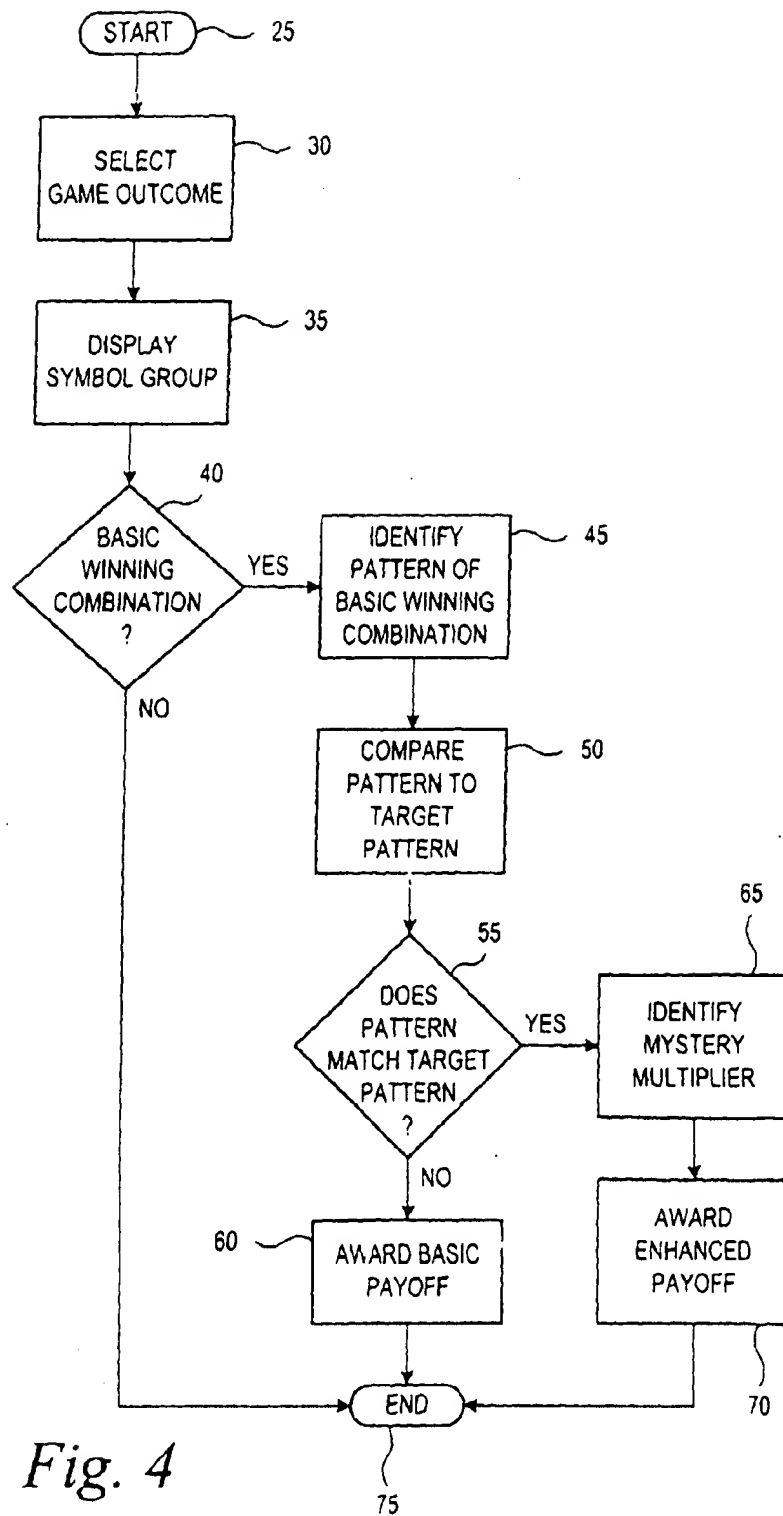 START
25
SELECT
GAME OUTCOME
30
DISPLAY
SYMBOL GROUP
35
BASIC
WINNING
COMBINATION
?
40
YES
NO
IDENTIFY
PATTERN OF
BASIC WINNING
COMBINATION
45
COMPARE
PATTERN TO
TARGET
PATTERN
50
DOES
PATTERN
MATCH TARGET
PATTERN
?
55
YES
NO
65
IDENTIFY
MYSTERY
MULTIPLIER
60
AWARD BASIC
PAYOFF
AWARD
ENHANCED
PAYOFF
70
END
75
Fig. 4